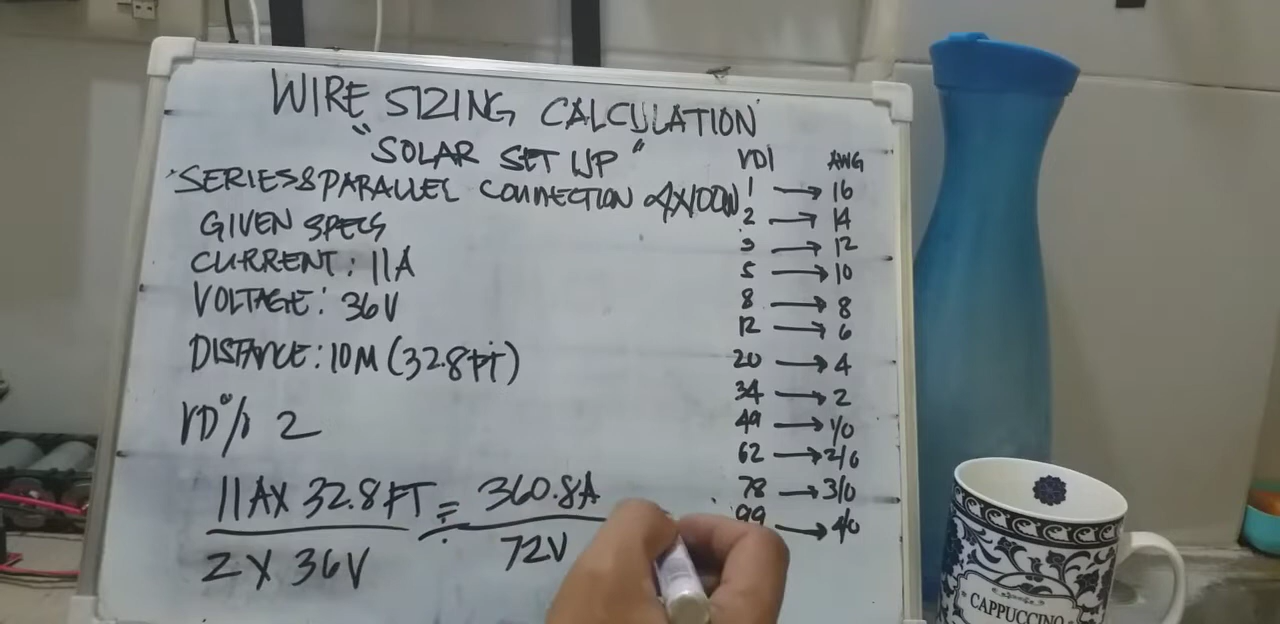 WIRE SIZING CALCULATION
"SOLAR SET UP"
SERIES & PARALLEL CONNECTION 4X100W
GIVEN SPECS
CURRENT: 11A
VOLTAGE: 36V
DISTANCE: 10M (32.8FT)
VD% 2
11A X 32.8FT ÷ 360.8A
2 X 36V 72V
VDI AWG
1 → 16
2 → 14
3 → 12
5 → 10
8 → 8
12 → 6
20 → 4
34 → 2
49 → 1/0
62 → 2/0
78 → 3/0
99 → 4/0
CAPPUCCINO